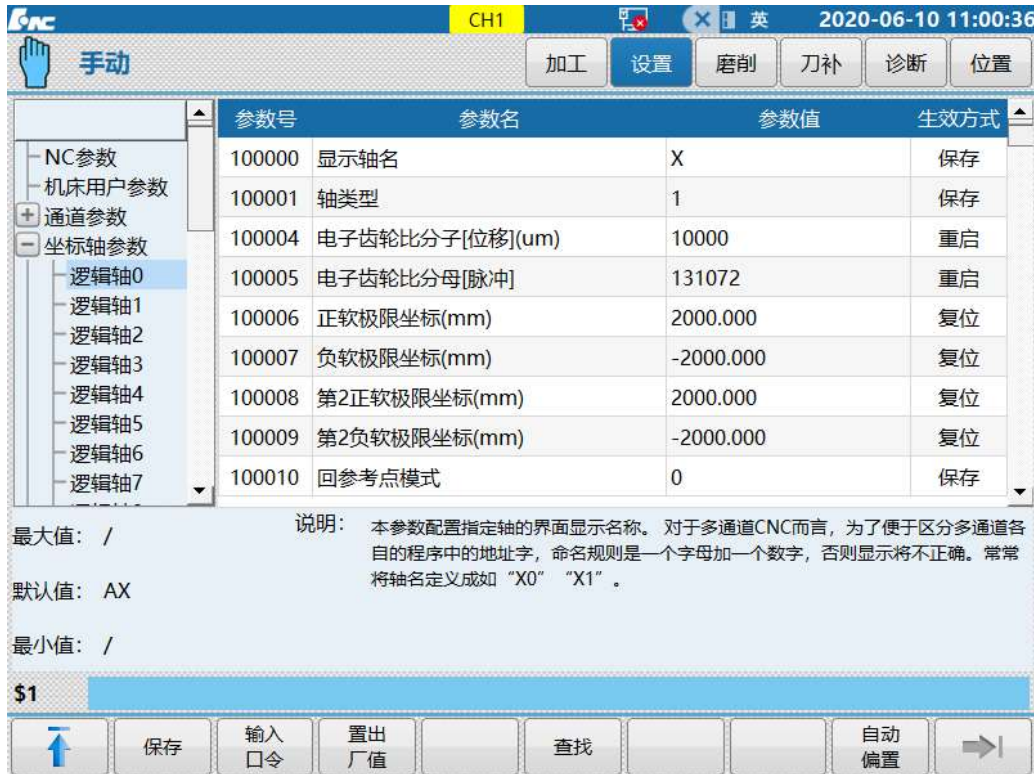 CNC
CH1 英 2020-06-10 11:00:36
手动 加工 设置 磨削 刀补 诊断 位置
参数号 参数名 参数值 生效方式
NC参数
机床用户参数
通道参数
坐标轴参数
逻辑轴0
逻辑轴1
逻辑轴2
逻辑轴3
逻辑轴4
逻辑轴5
逻辑轴6
逻辑轴7
100000 显示轴名 X 保存
100001 轴类型 1 保存
100004 电子齿轮比分子[位移](um) 10000 重启
100005 电子齿轮比分母[脉冲] 131072 重启
100006 正软极限坐标(mm) 2000.000 复位
100007 负软极限坐标(mm) -2000.000 复位
100008 第2正软极限坐标(mm) 2000.000 复位
100009 第2负软极限坐标(mm) -2000.000 复位
100010 回参考点模式 0 保存
最大值: /
默认值: AX
最小值: /
说明: 本参数配置指定轴的界面显示名称。 对于多通道CNC而言，为了便于区分多通道各
自的程序中的地址字，命名规则是一个字母加一个数字，否则显示将不正确。常常
将轴名定义成如“X0”“X1”。
$1
保存 输入口令 置出厂值 查找 自动偏置